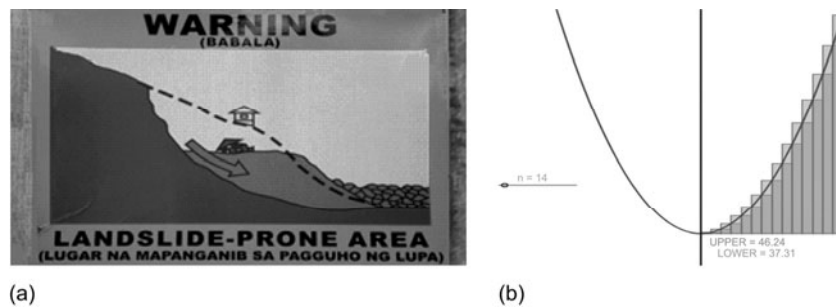 WARNING
(BABALA)
LANDSLIDE-PRONE AREA
(LUGAR NA MAPANGANIB SA PAGGUHO NG LUPA)
(a)
n = 14
UPPER = 46.24
LOWER = 37.31
(b)